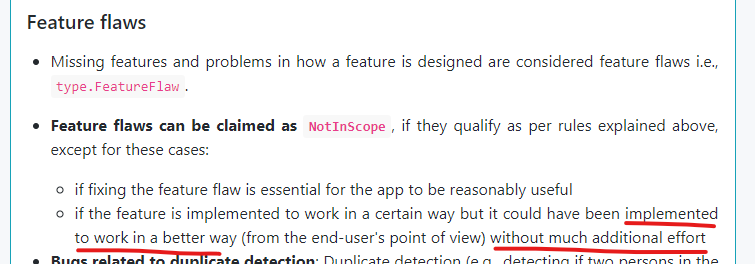 Feature flaws
Missing features and problems in how a feature is designed are considered feature flaws i.e.,
type.FeatureFlaw.
Feature flaws can be claimed as NotInScope, if they qualify as per rules explained above,
except for these cases:
if fixing the feature flaw is essential for the app to be reasonably useful
if the feature is implemented to work in a certain way but it could have been implemented
to work in a better way (from the end-user's point of view) without much additional effort
Bugs related to duplicate detection: Duplicate detection (e.g., detecting if two persons in the